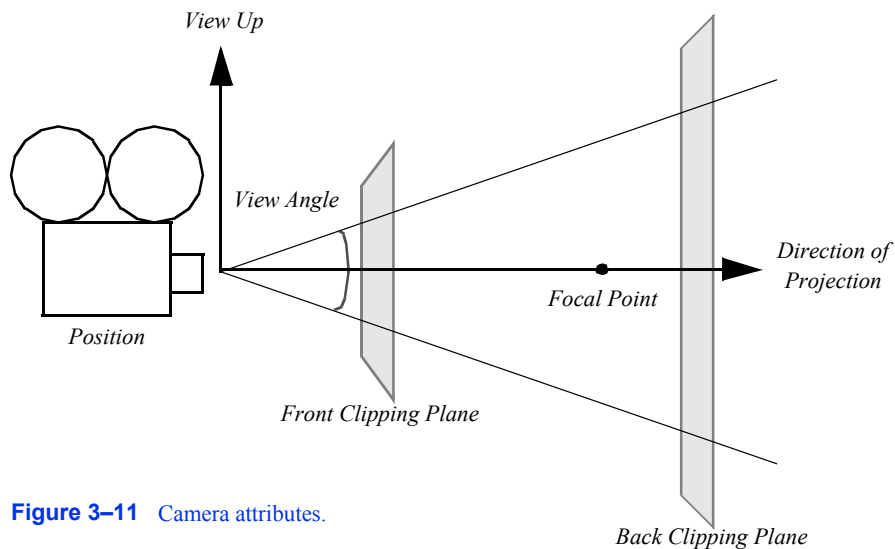 View Up
View Angle
Direction of
Projection
Focal Point
Position
Front Clipping Plane
Figure 3–11 Camera attributes.
Back Clipping Plane